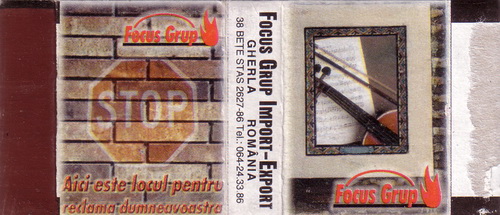 Focus Grup
STOP
Aici este locul pentru
reclama dumneavoastra
FOCUS GRUP IMPORT-EXPORT
GHERLA ROMÂNIA
38 BETE STAS 2627-86 Tel.: 064-24.33.86
Focus Grup